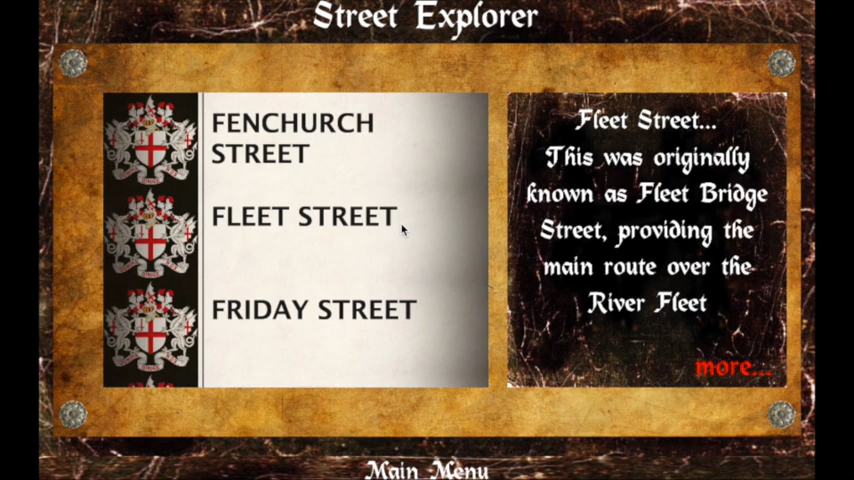 Street Explorer
FENCHURCH
STREET
FLEET STREET
FRIDAY STREET
Fleet Street...
This was originally
known as Fleet Bridge
Street, providing the
main route over the
River Fleet
more...
Main Menu